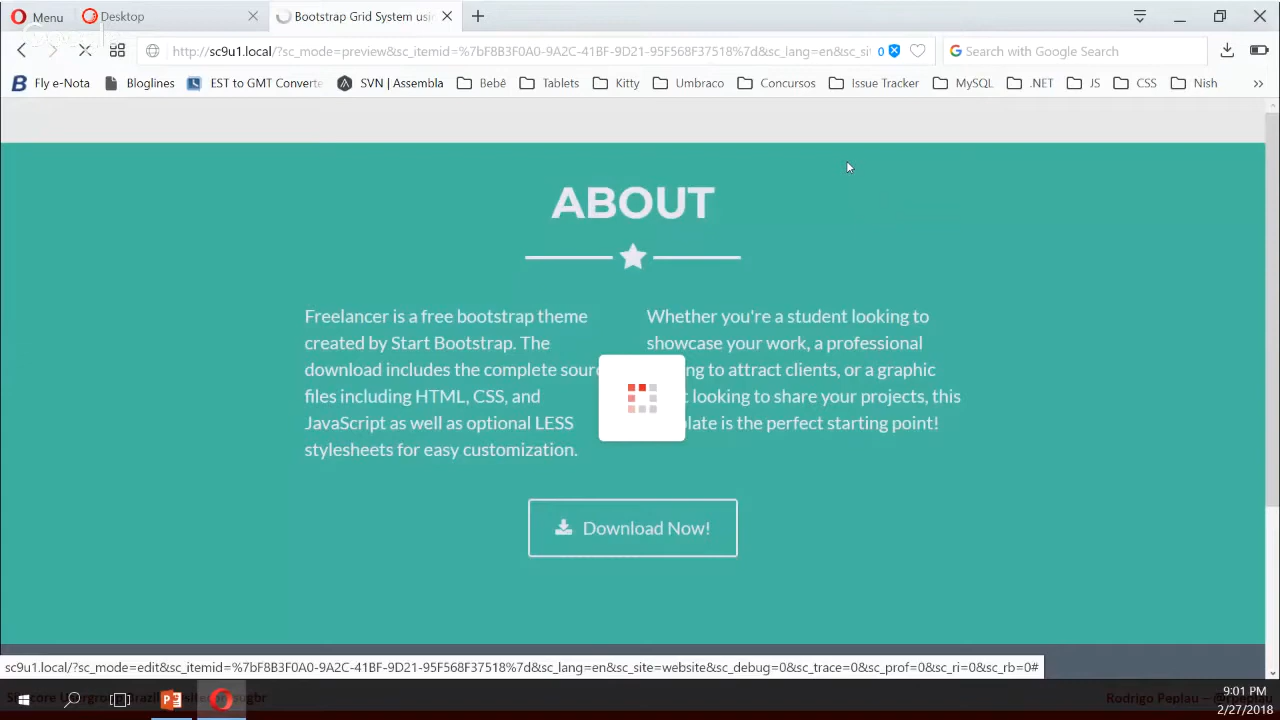 Menu
Desktop
Bootstrap Grid System usin
http://sc9u1.local/?sc_mode=preview&sc_itemid=%7bF8B3F0A0-9A2C-41BF-9D21-95F568F37518%7d&sc_lang=en&sc_sit
0
Search with Google Search
Fly e-Nota
Bloglines
EST to GMT Converte
SVN | Assembla
Bebê
Tablets
Kitty
Umbraco
Concursos
Issue Tracker
MySQL
.NET
JS
CSS
Nish
ABOUT
Freelancer is a free bootstrap theme
created by Start Bootstrap. The
download includes the complete sourc
files including HTML, CSS, and
JavaScript as well as optional LESS
stylesheets for easy customization.
Whether you're a student looking to
showcase your work, a professional
ng to attract clients, or a graphic
t looking to share your projects, this
plate is the perfect starting point!
Download Now!
sc9u1.local/?sc_mode=edit&sc_itemid=%7bF8B3F0A0-9A2C-41BF-9D21-95F568F37518%7d&sc_lang=en&sc_site=website&sc_debug=0&sc_trace=0&sc_prof=0&sc_ri=0&sc_rb=0#
Rodrigo Peplau –
9:01 PM
2/27/2018